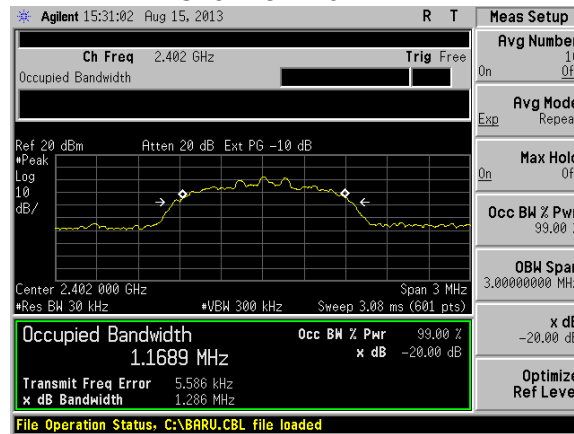 Agilent 15:31:02 Aug 15, 2013 R T
Meas Setup
Ch Freq 2.402 GHz Trig Free
Occupied Bandwidth
Ref 20 dBm Atten 20 dB Ext PG -10 dB
#Peak
Log
10
dB/
Center 2.402 000 GHz Span 3 MHz
#Res BW 30 kHz #VBW 300 kHz Sweep 3.08 ms (601 pts)
Occupied Bandwidth
1.1689 MHz
Occ BW % Pwr 99.00 %
x dB -20.00 dB
Transmit Freq Error 5.586 kHz
x dB Bandwidth 1.286 MHz
File Operation Status, C:\BARU.CBL file loaded
Avg Number
On
Avg Mode
Exp Repea
Max Hold
On
Occ BW % Pwr
99.00
OBW Span
3.00000000 MHz
x dB
-20.00 dB
Optimize
Ref Level